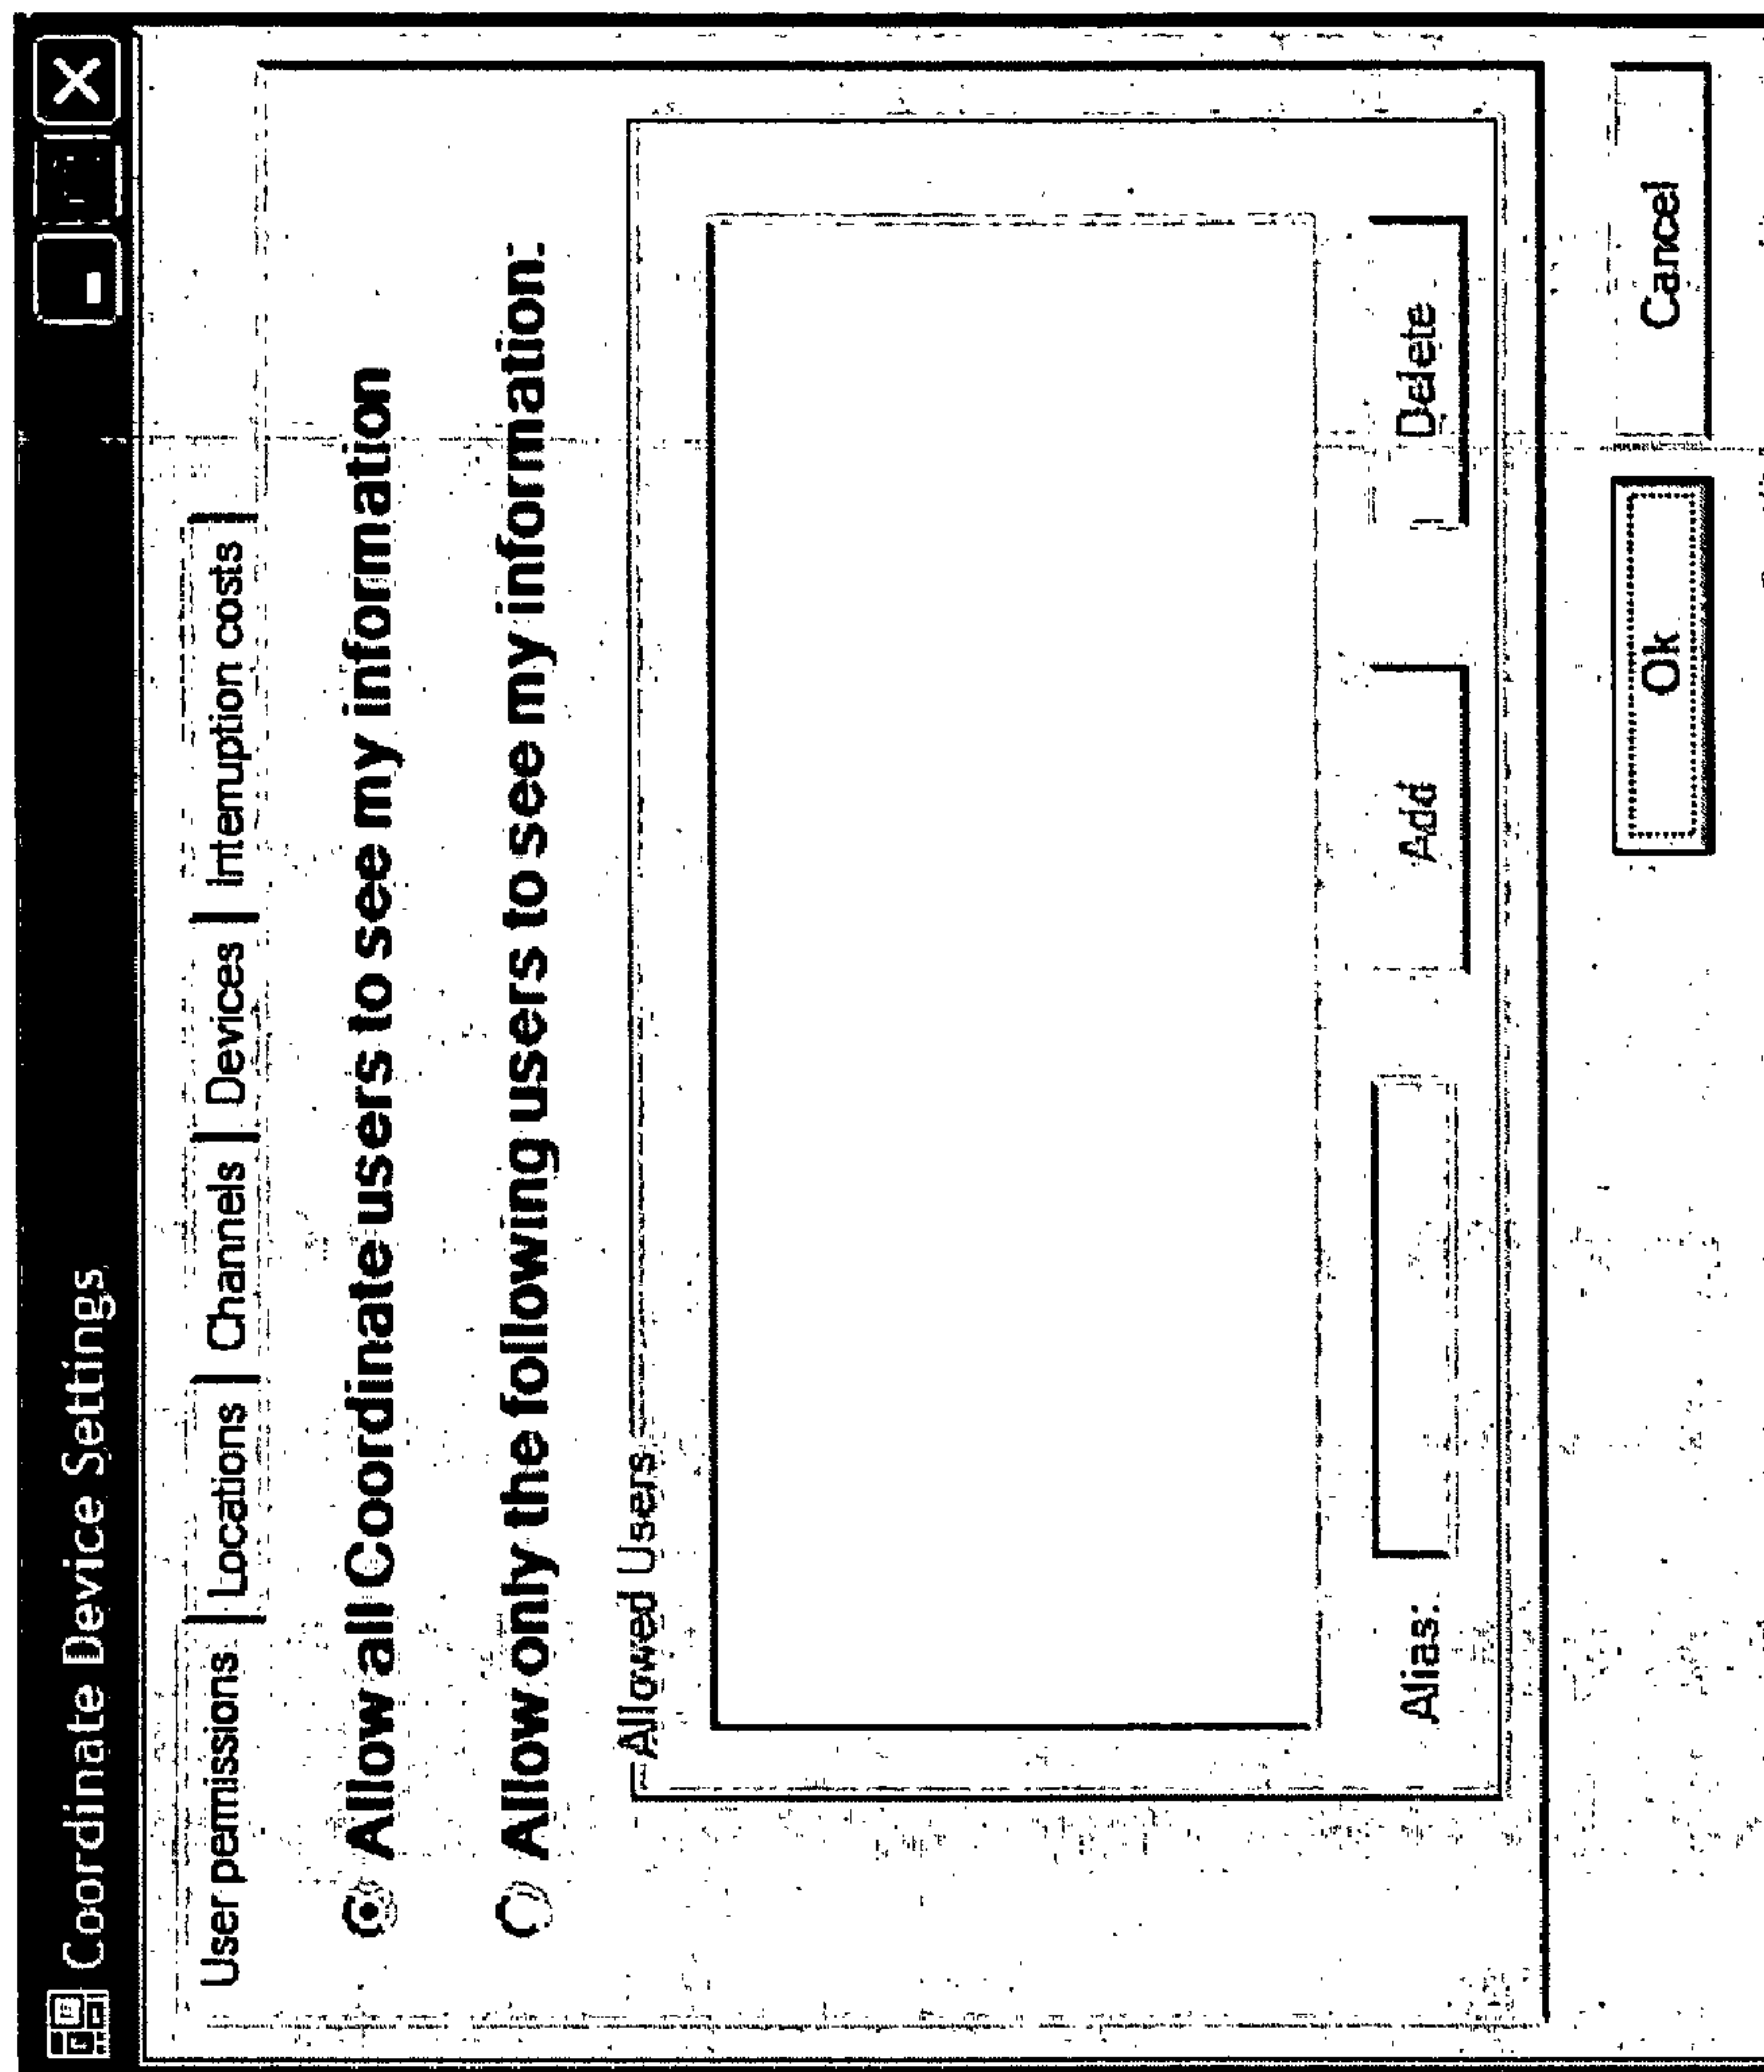 Coordinate Device Settings
User permissions Locations Channels Devices Interruption costs
Allow all Coordinate users to see my information
Allow only the following users to see my information:
Allowed Users
Alias: Add Delete
Ok Cancel